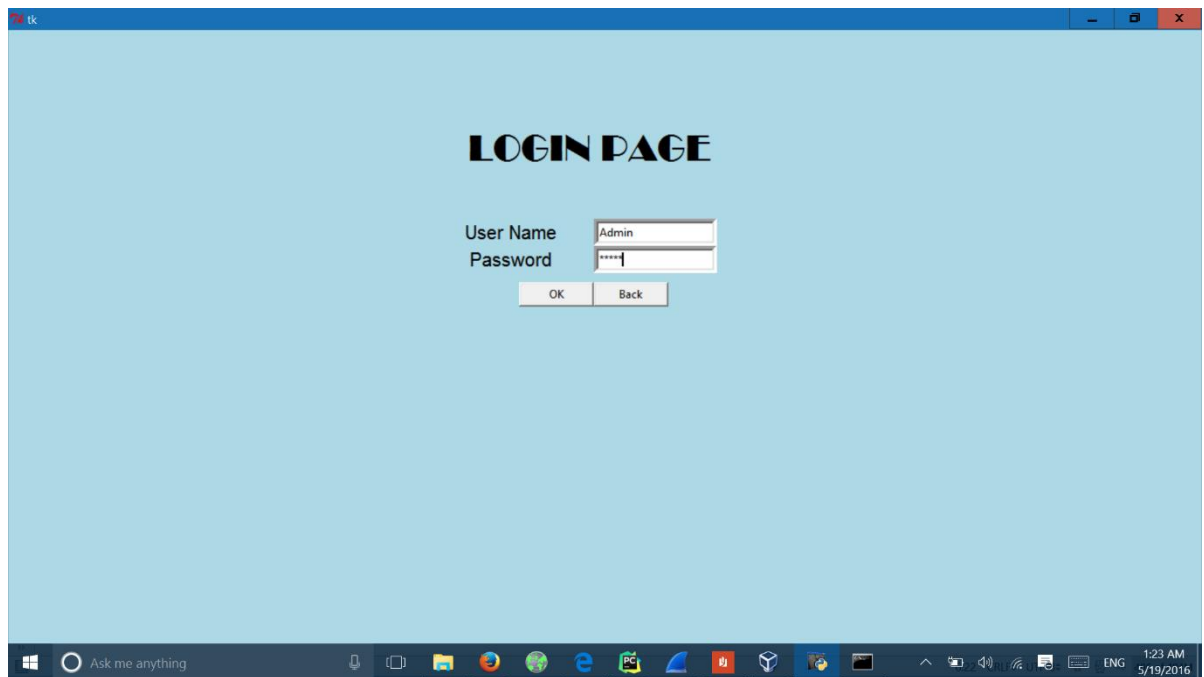 tk
LOGIN PAGE
User Name Admin
Password *****
OK Back
Ask me anything
PC
ENG
1:23 AM
5/19/2016